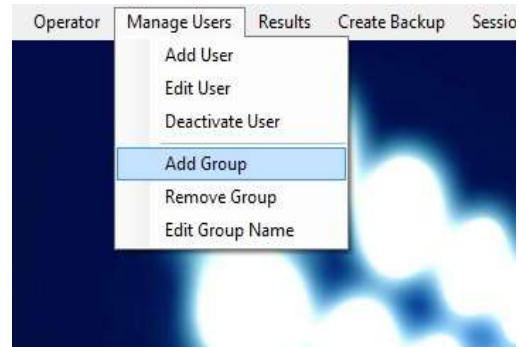 Operator Manage Users Results Create Backup Sessio
Add User
Edit User
Deactivate User
Add Group
Remove Group
Edit Group Name